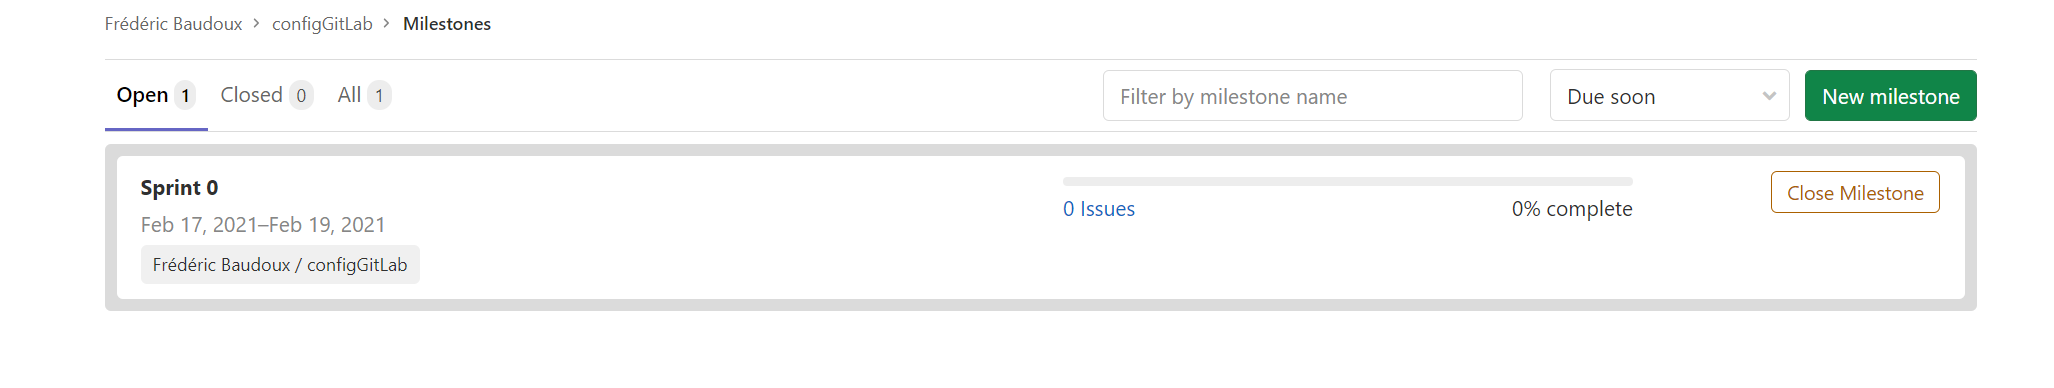 Frédéric Baudoux > configGitLab > Milestones
Open 1 Closed 0 All 1 Filter by milestone name Due soon New milestone
Sprint 0 Close Milestone
0 Issues 0% complete
Feb 17, 2021–Feb 19, 2021
Frédéric Baudoux / configGitLab